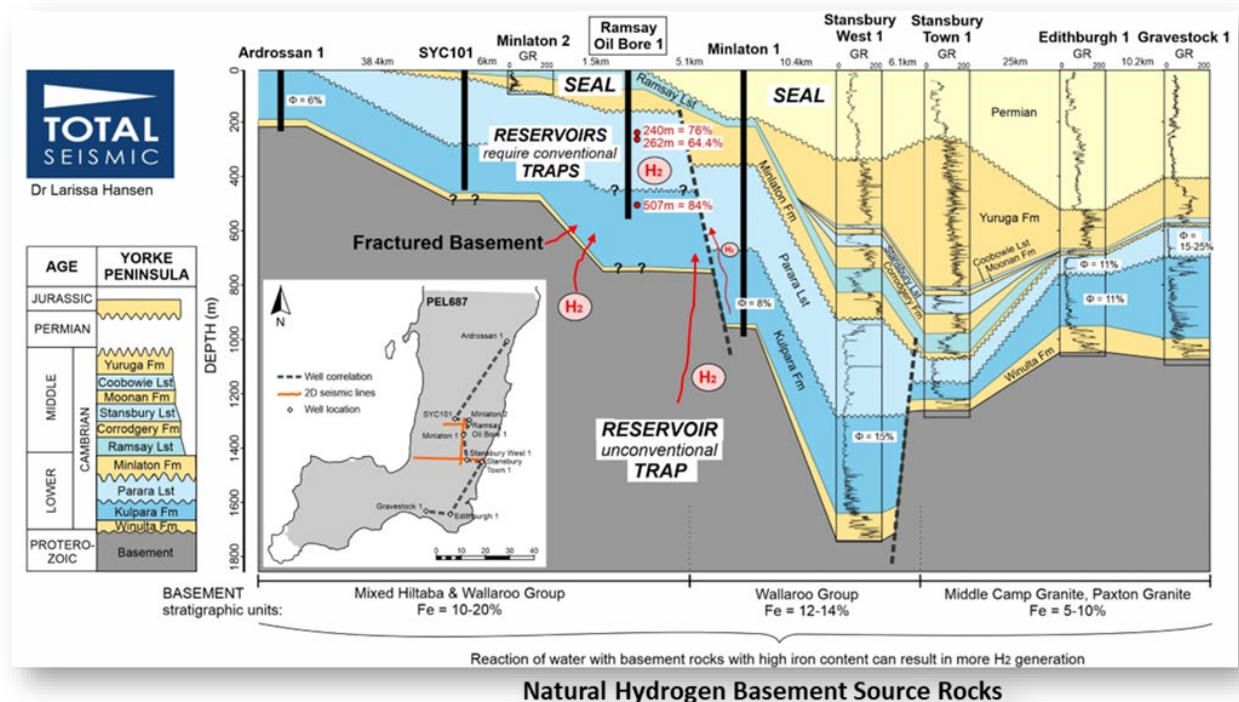 TOTAL
SEISMIC
Dr Larissa Hansen
Ardrossan 1
SYC101
Minlaton 2
GR
0 200
Ramsay
Oil Bore 1
Minlaton 1
Stansbury
West 1
GR
0 200
Stansbury
Town 1
GR
0 200
Edithburgh 1
GR
0 200
Gravestock 1
GR
0 200
38.4km
6km
1.5km
5.1km
10.4km
6.1km
25km
10.2km
DEPTH (m)
0
200
400
600
800
1000
1200
1400
1600
1800
Φ = 6%
SEAL
Ramsay Lst
SEAL
RESERVOIRS
require conventional
TRAPS
240m = 76%
262m = 64.4%
H2
507m = 84%
? ?
? ?
? ?
Fractured Basement
H2
H2
H2
Φ = 8%
RESERVOIR
unconventional
TRAP
Minlaton Fm
Parara Lst
Kulpara Fm
Stansbury Lst
Corrodgery Fm
Permian
Yuruga Fm
Coobowie Lst
Moonan Fm
Winulta Fm
Φ = 15%
Φ = 11%
Φ = 11%
Φ =
15-25%
AGE
YORKE
PENINSULA
JURASSIC
PERMIAN
MIDDLE
LOWER
CAMBRIAN
PROTERO-
ZOIC
Yuruga Fm
Coobowie Lst
Moonan Fm
Stansbury Lst
Corrodgery Fm
Ramsay Lst
Minlaton Fm
Parara Lst
Kulpara Fm
Winulta Fm
Basement
PEL687
N
Well correlation
2D seismic lines
Well location
Ardrossan 1
SYC101
Minlaton 2
Ramsay
Oil Bore 1
Minlaton 1
Stansbury West 1
Stansbury
Town 1
Gravestock 1
Edithburgh 1
0 10 20 30 40
BASEMENT
stratigraphic units:
Mixed Hiltaba & Wallaroo Group
Fe = 10-20%
Wallaroo Group
Fe = 12-14%
Middle Camp Granite, Paxton Granite
Fe = 5-10%
Reaction of water with basement rocks with high iron content can result in more H2 generation
Natural Hydrogen Basement Source Rocks